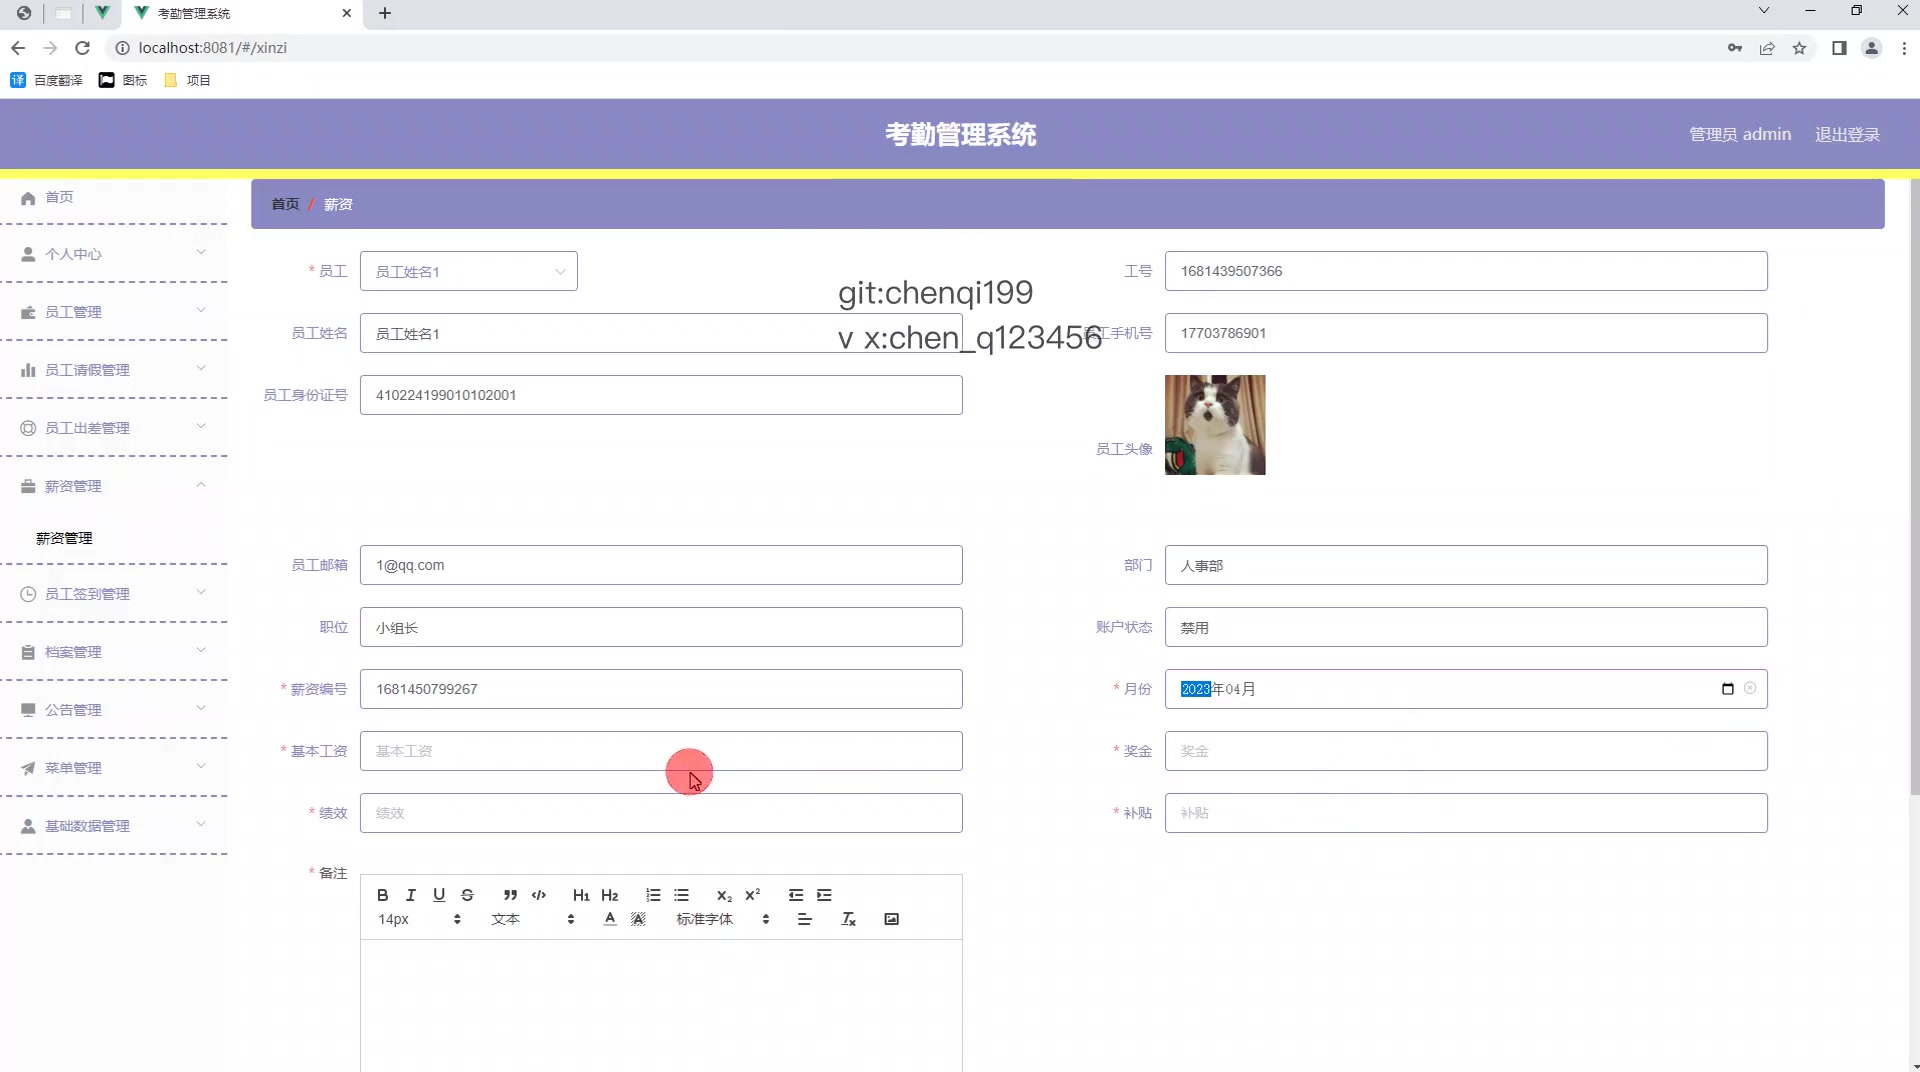 考勤管理系统
localhost:8081/#/xinzi
百度翻译 图标 项目
考勤管理系统
管理员 admin 退出登录
首页
个人中心
员工管理
员工请假管理
员工出差管理
薪资管理
薪资管理
员工签到管理
档案管理
公告管理
菜单管理
基础数据管理
首页 / 薪资
* 员工 员工姓名1
工号 1681439507366
git:chenqi199
v x:chen_q123456
员工姓名 员工姓名1
员工手机号 17703786901
员工身份证号 410224199010102001
员工头像
员工邮箱 1@qq.com
部门 人事部
职位 小组长
账户状态 禁用
* 薪资编号 1681450799267
* 月份 2023年04月
* 基本工资 基本工资
* 奖金 奖金
* 绩效 绩效
* 补贴 补贴
* 备注
B I U S H1 H2 X2 X2
14px 文本 A A 标准字体 Tx